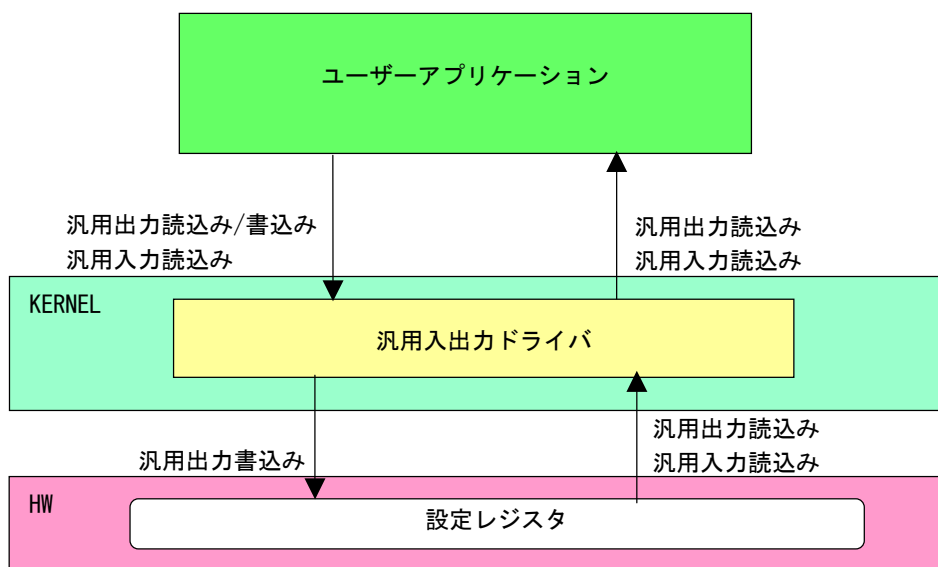 ユーザーアプリケーション
汎用出力読込み/書込み
汎用入力読込み
汎用出力読込み
汎用入力読込み
KERNEL
汎用入出力ドライバ
汎用出力書込み
汎用出力読込み
汎用入力読込み
HW
設定レジスタ